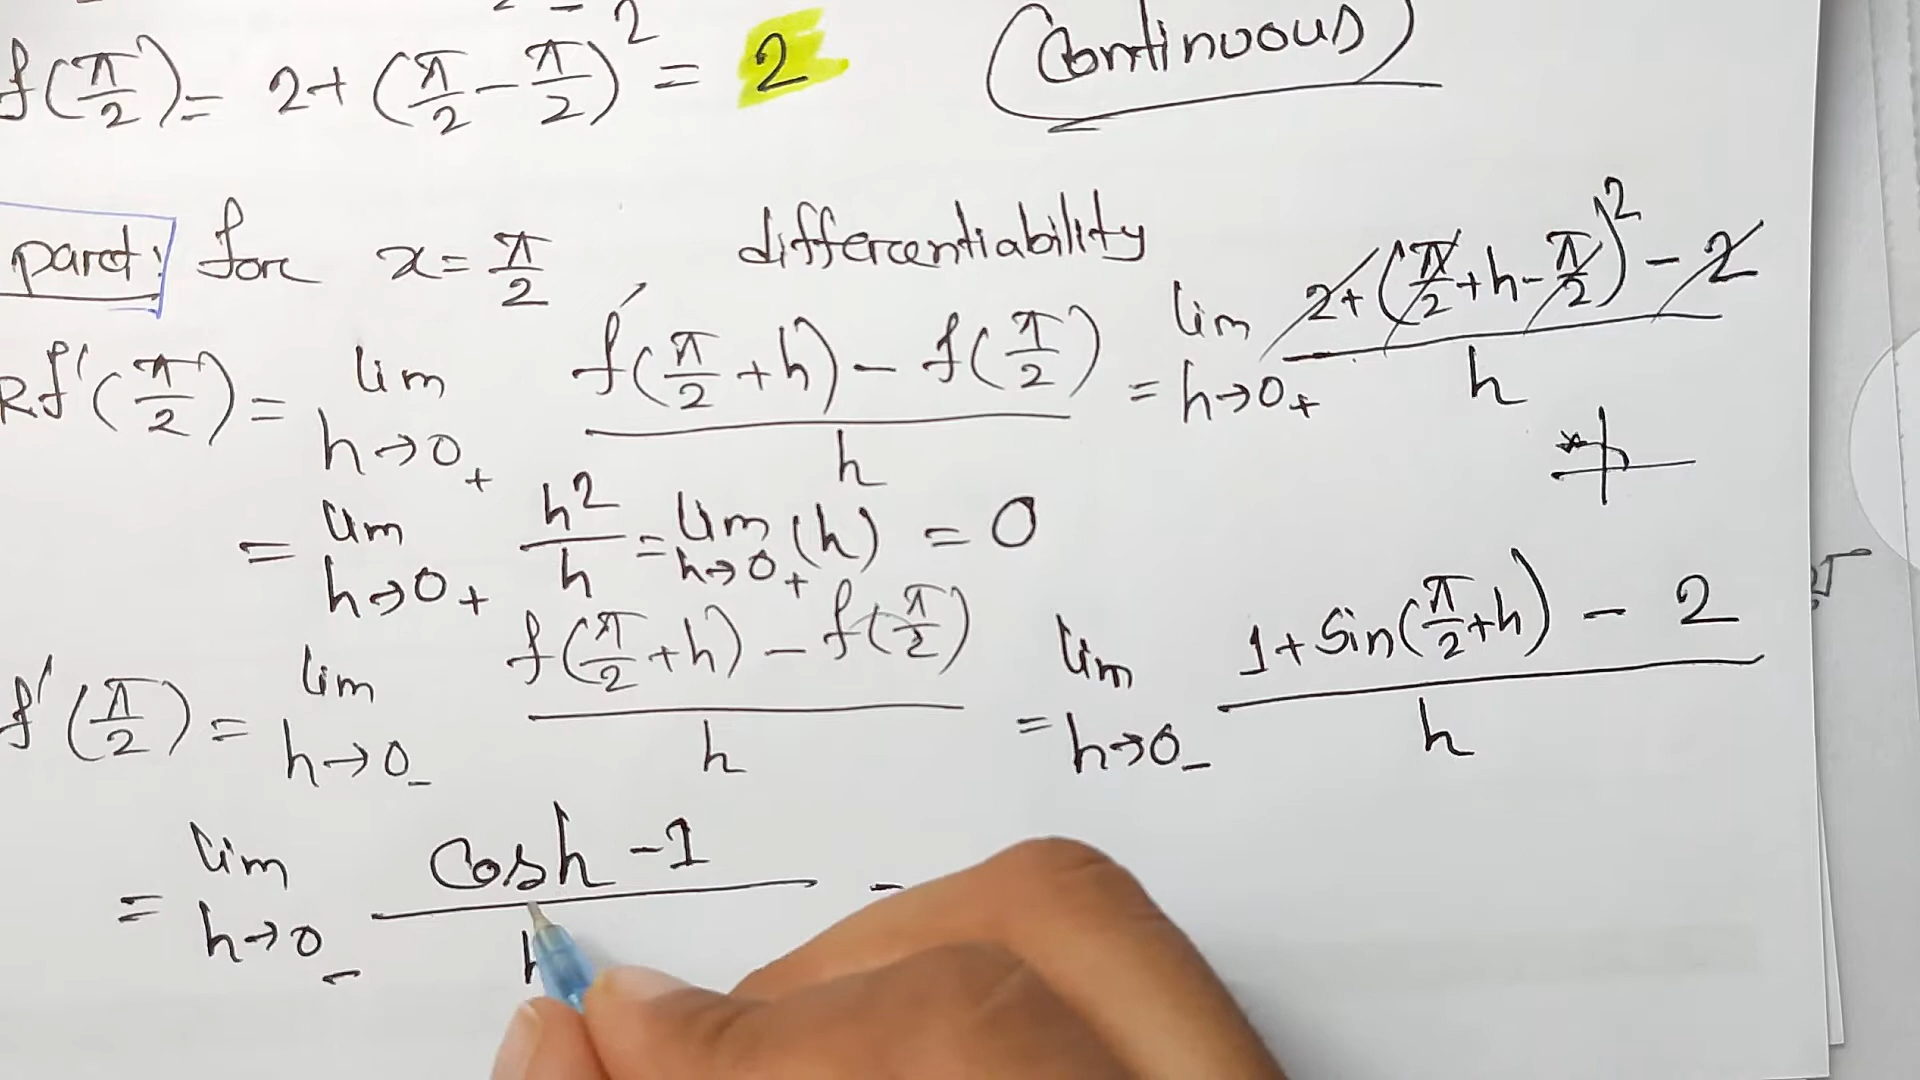 f(π/2) = 2+(π/2-π/2)² = 2 (Continuous)
part: for x=π/2 differentiability
Rf'(π/2) = lim h→0+ f(π/2+h)-f(π/2) / h = lim h→0+ 2+(π/2+h-π/2)²-2 / h
= lim h→0+ h²/h = lim h→0+ (h) = 0
f'(π/2) = lim h→0- f(π/2+h)-f(π/2) / h = lim h→0- 1+Sin(π/2+h) - 2 / h
= lim h→0- Cosh -1 / h